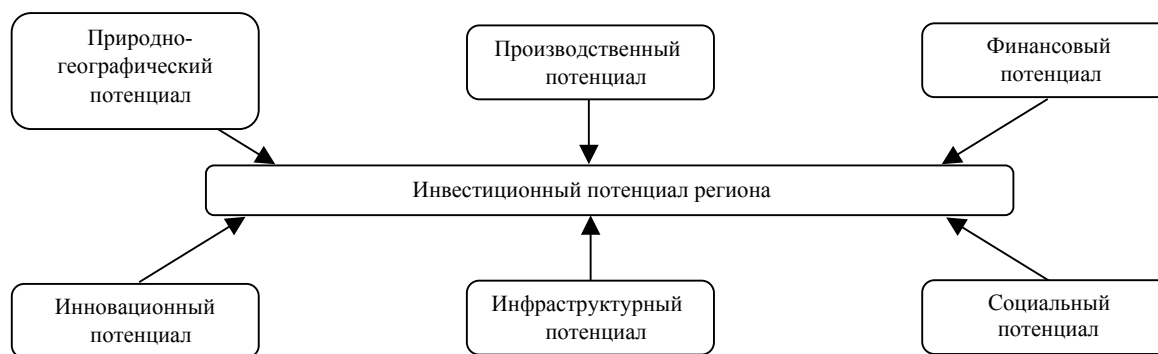 Природно-
географический
потенциал
Производственный
потенциал
Финансовый
потенциал
Инвестиционный потенциал региона
Инновационный
потенциал
Инфраструктурный
потенциал
Социальный
потенциал